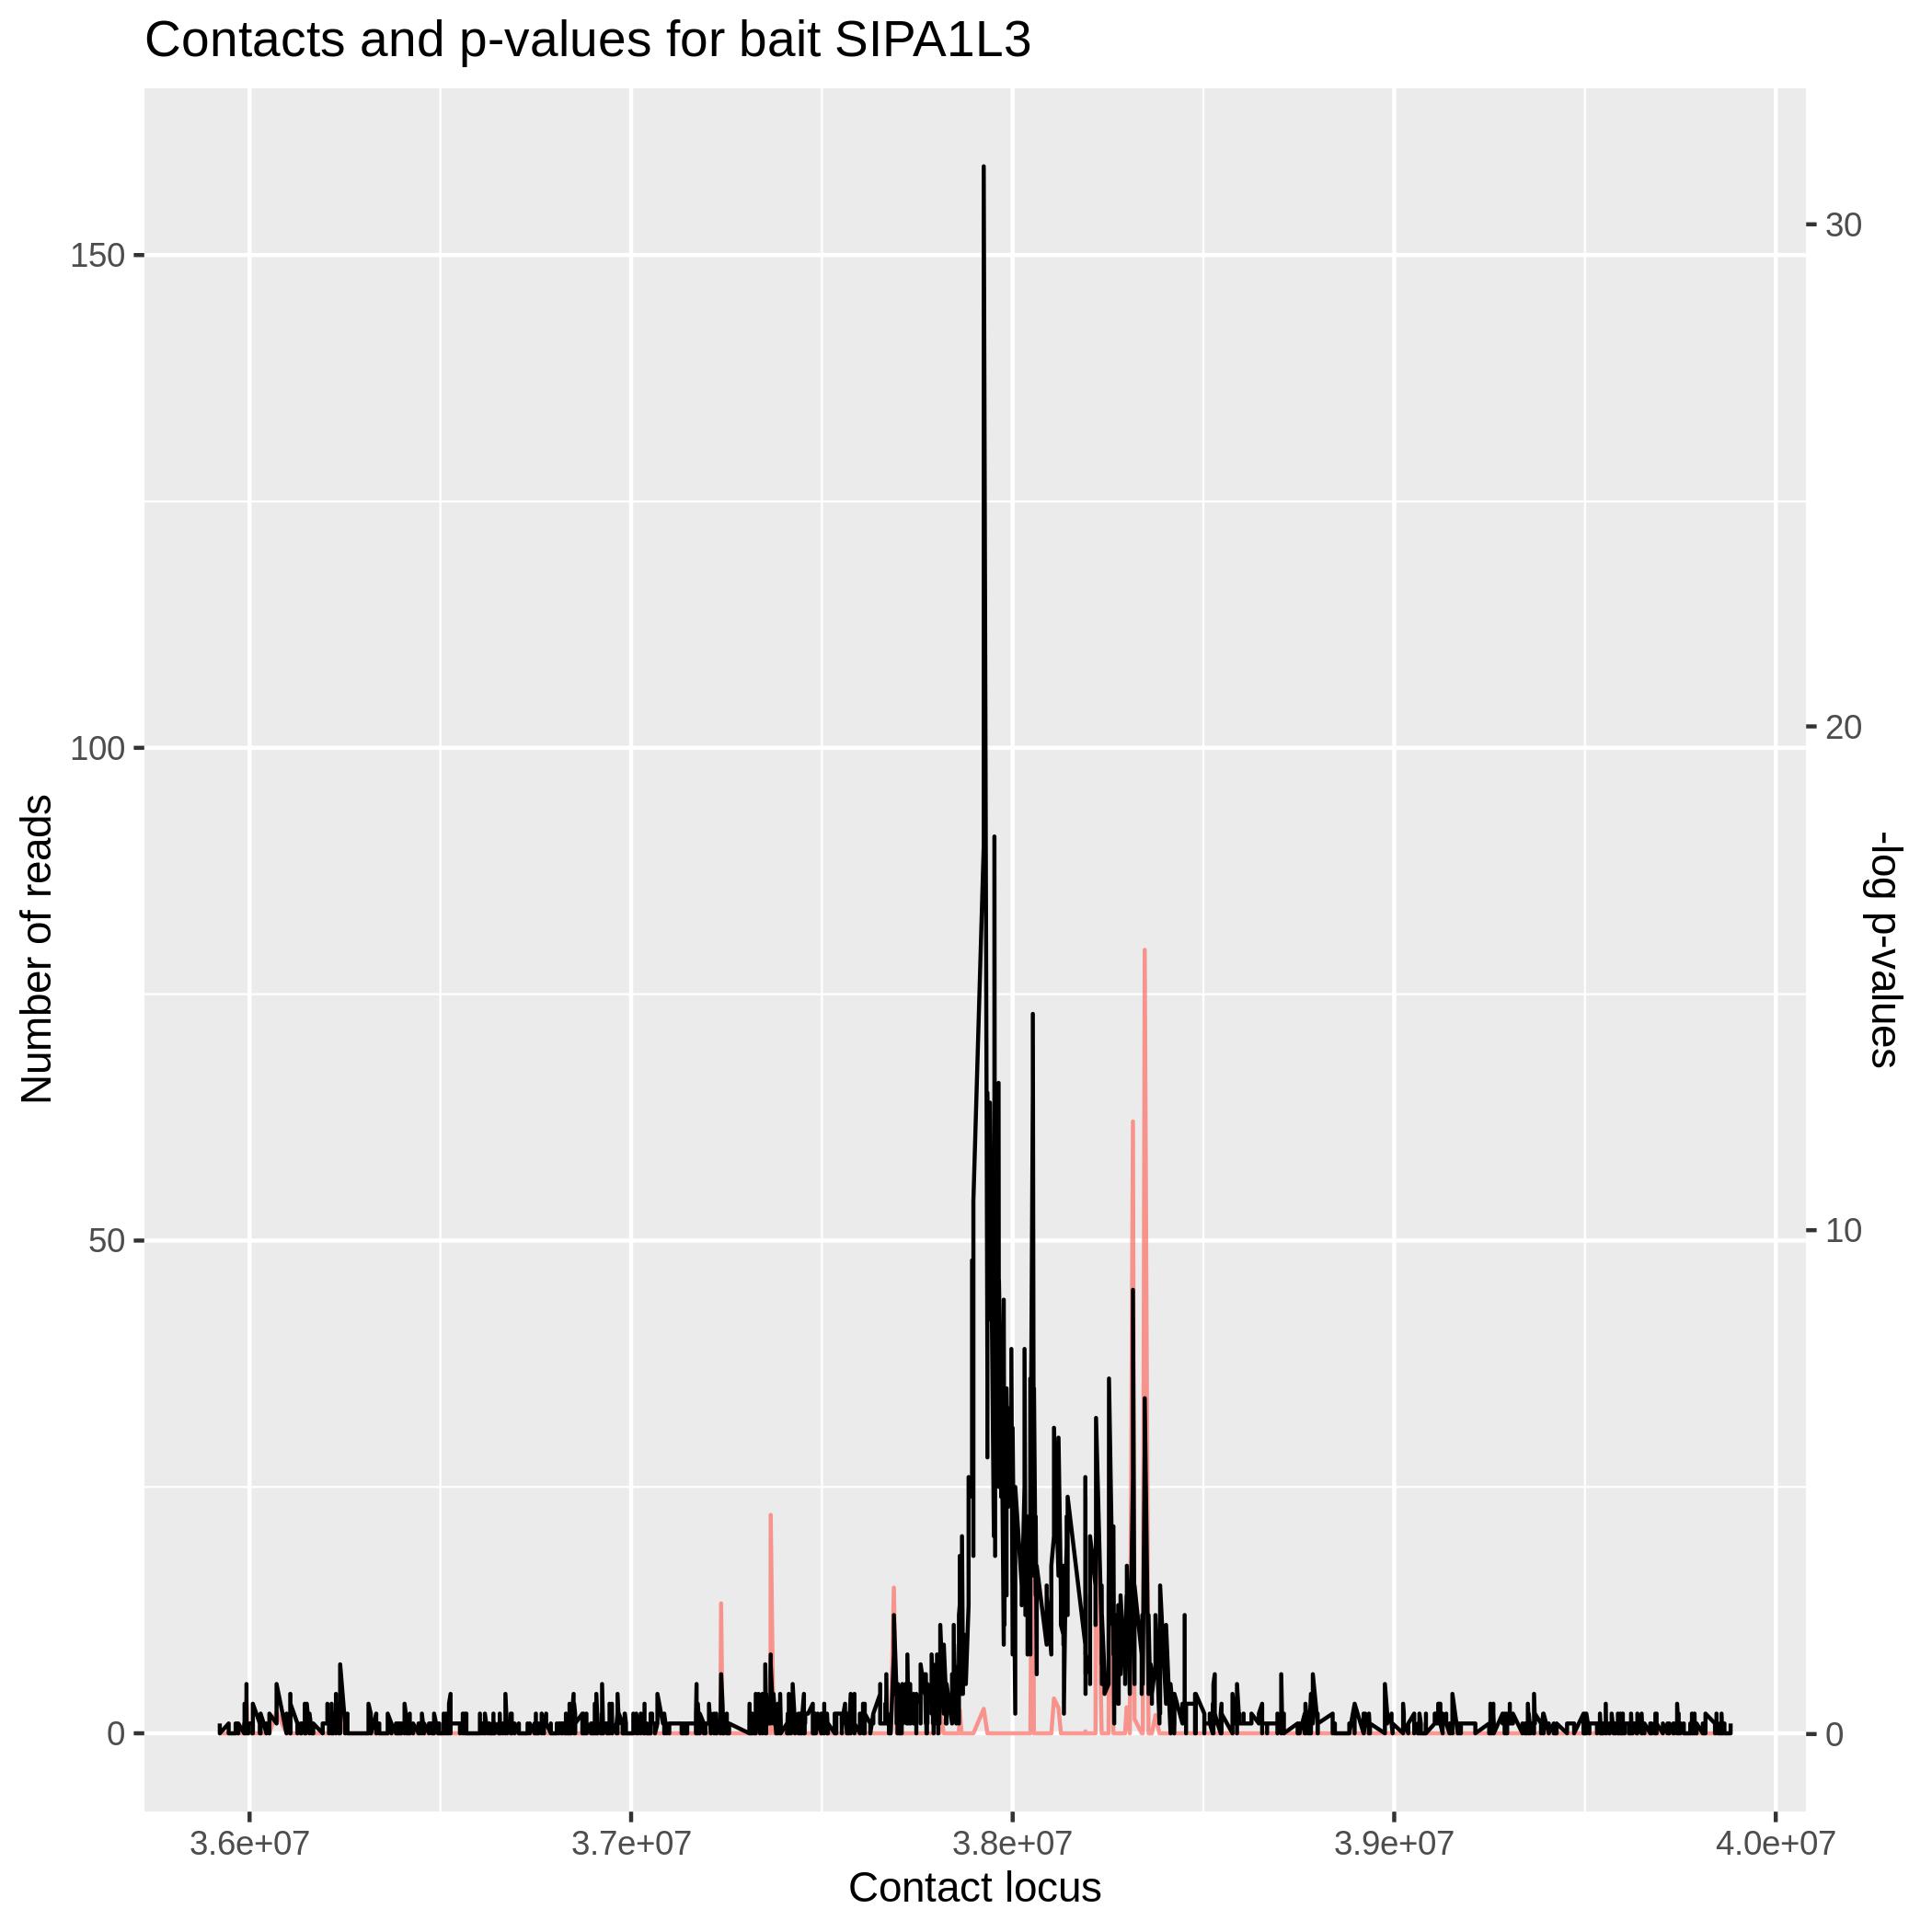 Contacts and p-values for bait SIPA1L3
Number of reads
150
100
50
0
30
20
10
0
-log p-values
3.6e+07
3.7e+07
3.8e+07
3.9e+07
4.0e+07
Contact locus